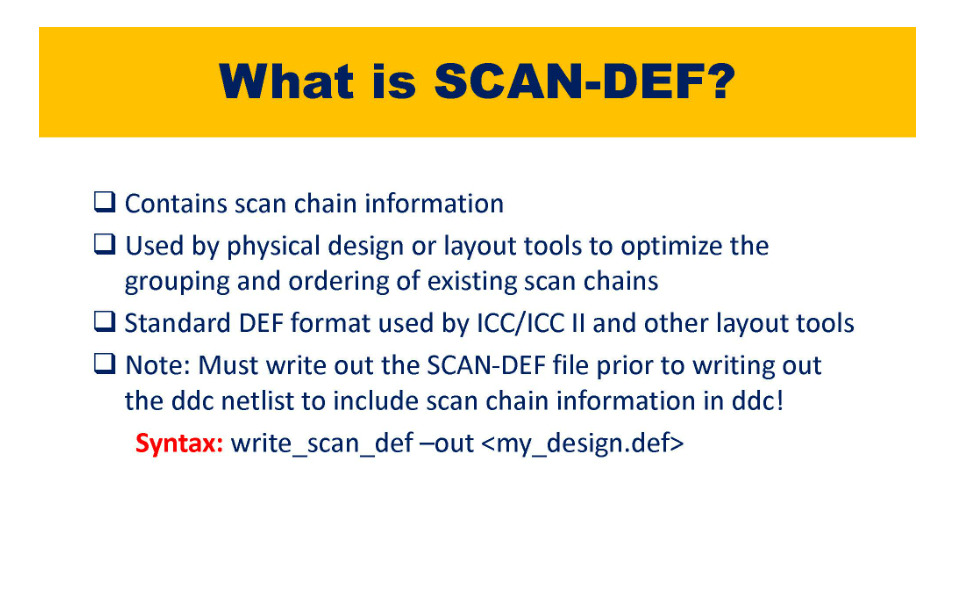 What is SCAN-DEF?
❑ Contains scan chain information
❑ Used by physical design or layout tools to optimize the
grouping and ordering of existing scan chains
❑ Standard DEF format used by ICC/ICC II and other layout tools
❑ Note: Must write out the SCAN-DEF file prior to writing out
the ddc netlist to include scan chain information in ddc!
Syntax: write_scan_def –out <my_design.def>